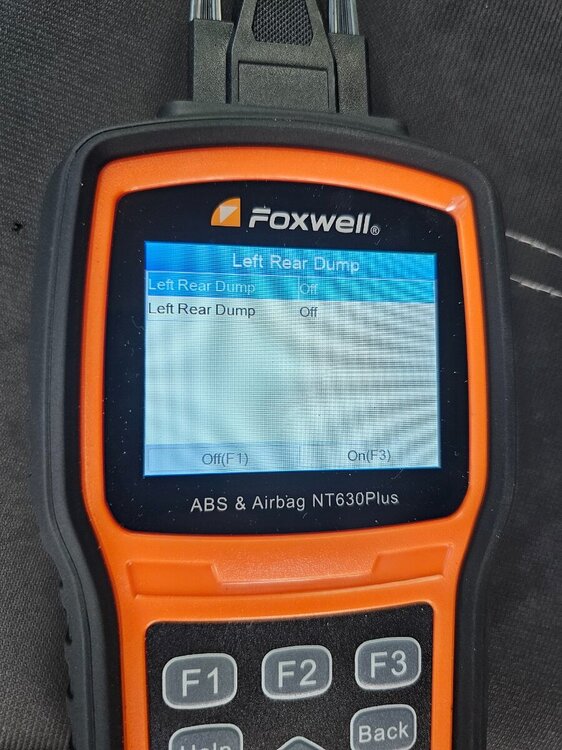 Foxwell®
Left Rear Dump
Left Rear Dump Off
Left Rear Dump Off
Off(F1) On(F3)
ABS & Airbag NT630Plus
F1 F2 F3
Help Back